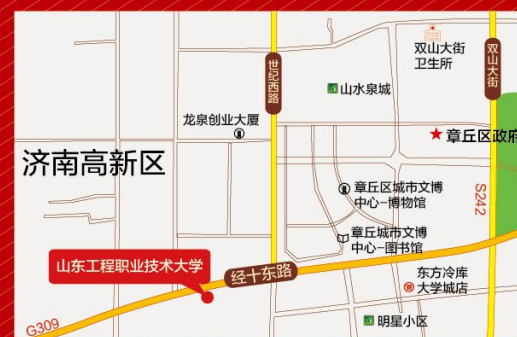 双山大街
卫生所
双山大街
世纪西路
山水泉城
龙泉创业大厦
章丘区政府
济南高新区
章丘区城市文博
中心-博物馆
S242
章丘城市文博
中心-图书馆
山东工程职业技术大学
经十东路
东方冷库
大学城店
G309
明星小区